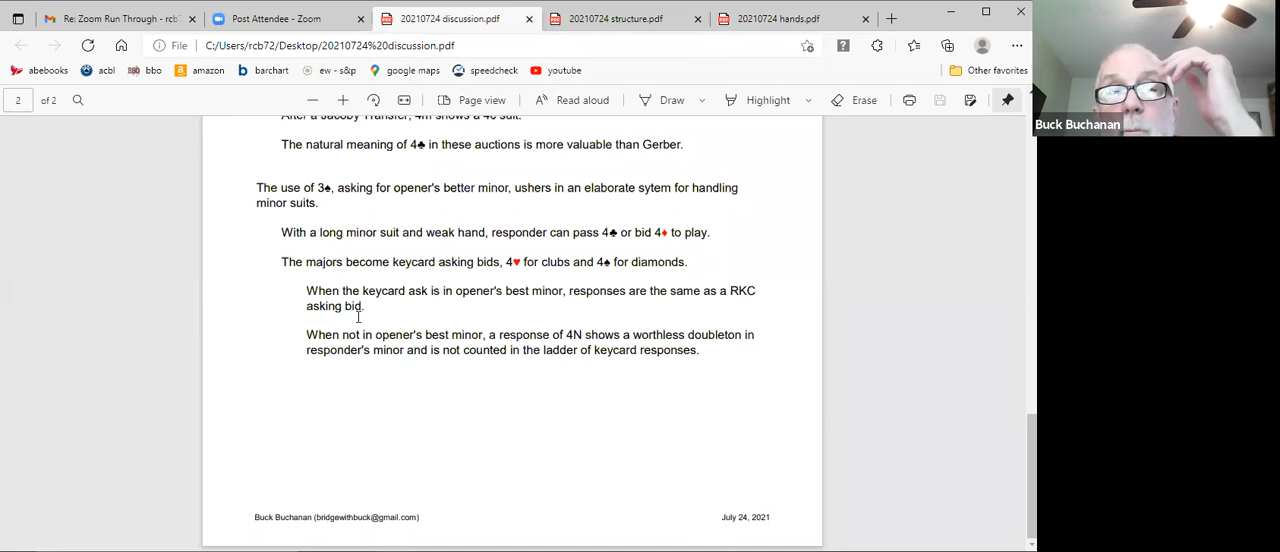 Re: Zoom Run Through - rcb7
Post Attendee - Zoom
20210724 discussion.pdf
20210724 structure.pdf
20210724 hands.pdf
File
C:/Users/rcb72/Desktop/20210724%20discussion.pdf
abebooks
acbl
bbo
amazon
barchart
ew - s&p
google maps
speedcheck
youtube
Other favorites
2 of 2
Page view
Read aloud
Draw
Highlight
Erase
Buck Buchanan
After a Jacoby Transfer, 4m shows a 4c suit.
The natural meaning of 4♣ in these auctions is more valuable than Gerber.
The use of 3♠, asking for opener's better minor, ushers in an elaborate sytem for handling
minor suits.
With a long minor suit and weak hand, responder can pass 4♣ or bid 4♦ to play.
The majors become keycard asking bids, 4♥ for clubs and 4♠ for diamonds.
When the keycard ask is in opener's best minor, responses are the same as a RKC
asking bid.
When not in opener's best minor, a response of 4N shows a worthless doubleton in
responder's minor and is not counted in the ladder of keycard responses.
Buck Buchanan (bridgewithbuck@gmail.com)
July 24, 2021